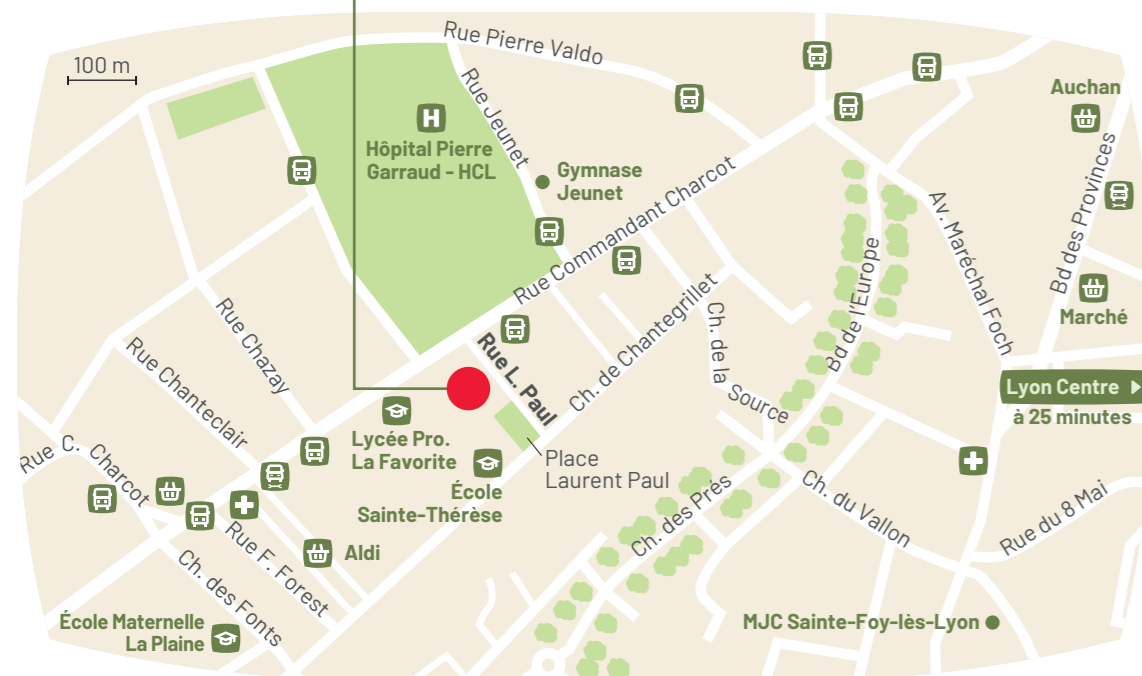 100 m
Rue Pierre Valdo
Auchan
Rue Jeunet
H
Hôpital Pierre
Garraud - HCL
Gymnase
Jeunet
Bd des Provinces
Rue Commandant Charcot
Av. Maréchal Foch
Bd de l'Europe
Marché
Rue Chazay
Rue Chanteclair
Rue L. Paul
Ch. de Chantegrillet
Ch. de la
Source
Lyon Centre
à 25 minutes
Lycée Pro.
La Favorite
École
Sainte-Thérèse
Place
Laurent Paul
Rue C. Charcot
Ch. des Prés
Ch. du Vallon
Rue du 8 Mai
Rue F. Forest
Aldi
Ch. des Fonts
École Maternelle
La Plaine
MJC Sainte-Foy-lès-Lyon